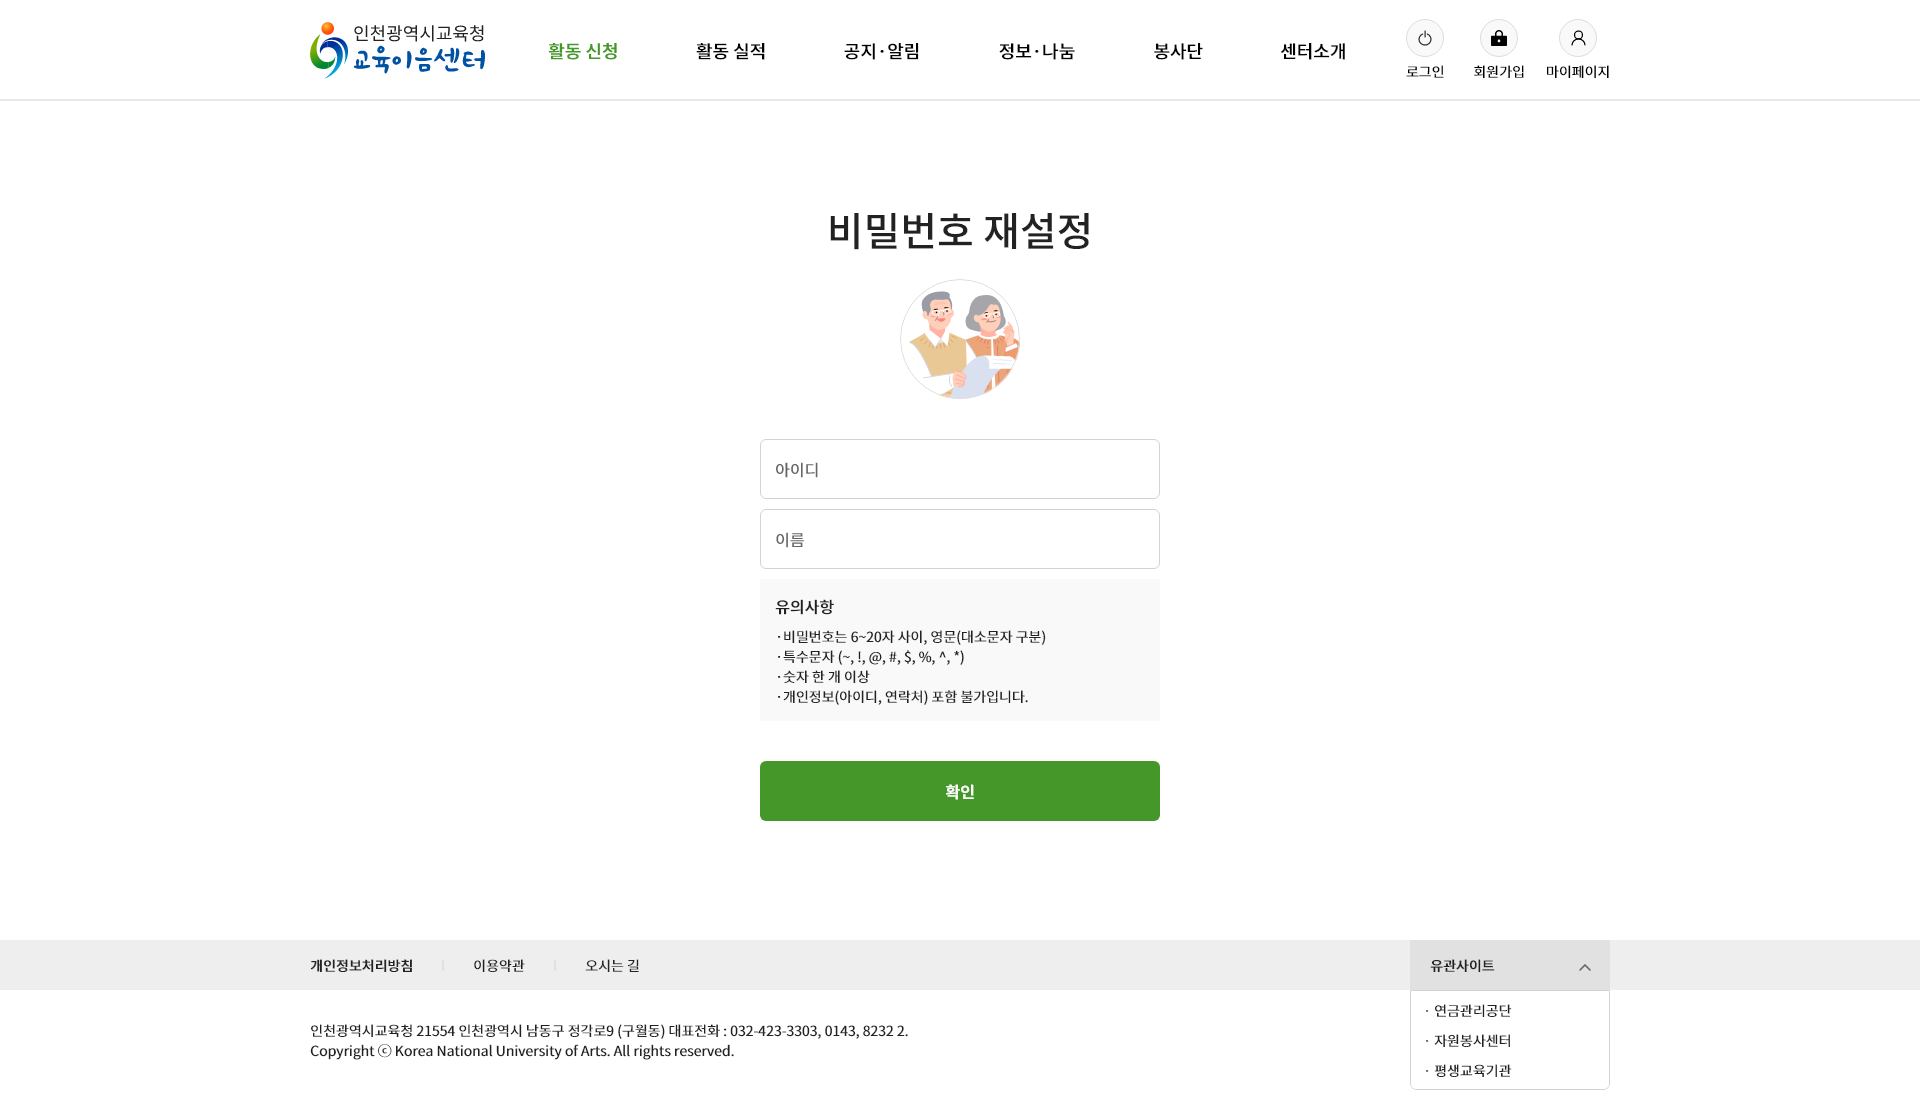 인천광역시교육청
교육이음센터
활동 신청
활동 실적
공지·알림
정보·나눔
봉사단
센터소개
로그인
회원가입
마이페이지
비밀번호 재설정
아이디
이름
유의사항
·비밀번호는 6~20자 사이, 영문(대소문자 구분)
·특수문자 (~, !, @, #, $, %, ^, *)
·숫자 한 개 이상
·개인정보(아이디, 연락처) 포함 불가입니다.
확인
개인정보처리방침
이용약관
오시는 길
유관사이트
· 연금관리공단
· 자원봉사센터
· 평생교육기관
인천광역시교육청 21554 인천광역시 남동구 정각로9 (구월동) 대표전화 : 032-423-3303, 0143, 8232 2.
Copyright ⓒ Korea National University of Arts. All rights reserved.